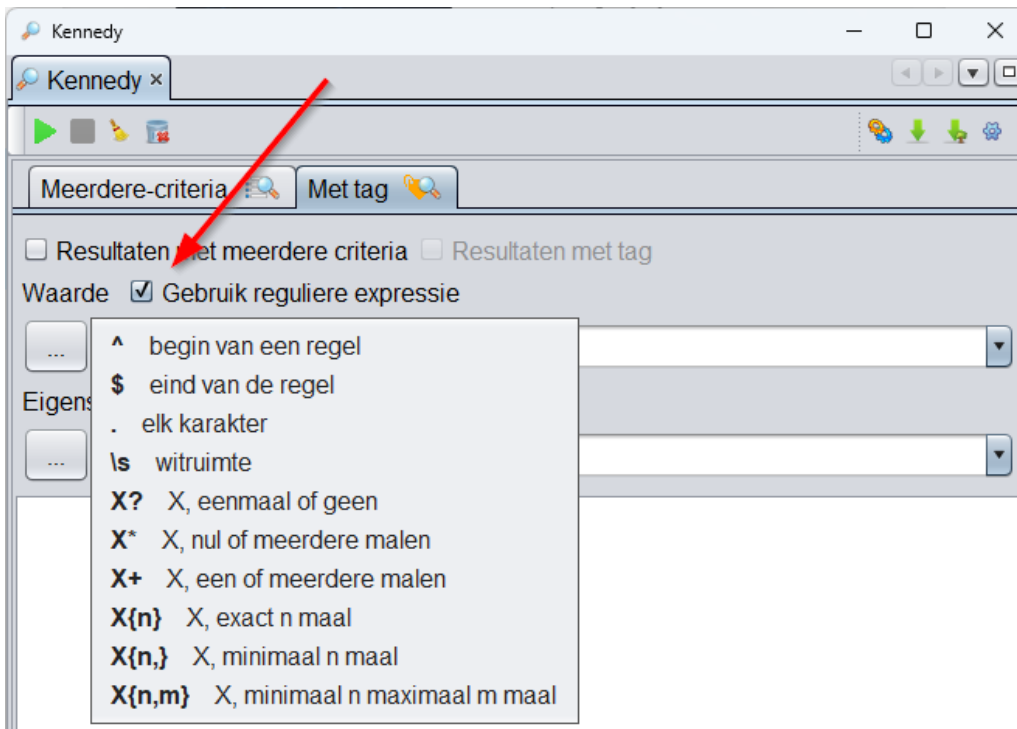 Kennedy
Kennedy ×
Meerdere-criteria Met tag
Resultaten met meerdere criteria Resultaten met tag
Waarde Gebruik reguliere expressie
...
^ begin van een regel
$ eind van de regel
Eigens
. elk karakter
...
\s witruimte
X? X, eenmaal of geen
X* X, nul of meerdere malen
X+ X, een of meerdere malen
X{n} X, exact n maal
X{n,} X, minimaal n maal
X{n,m} X, minimaal n maximaal m maal